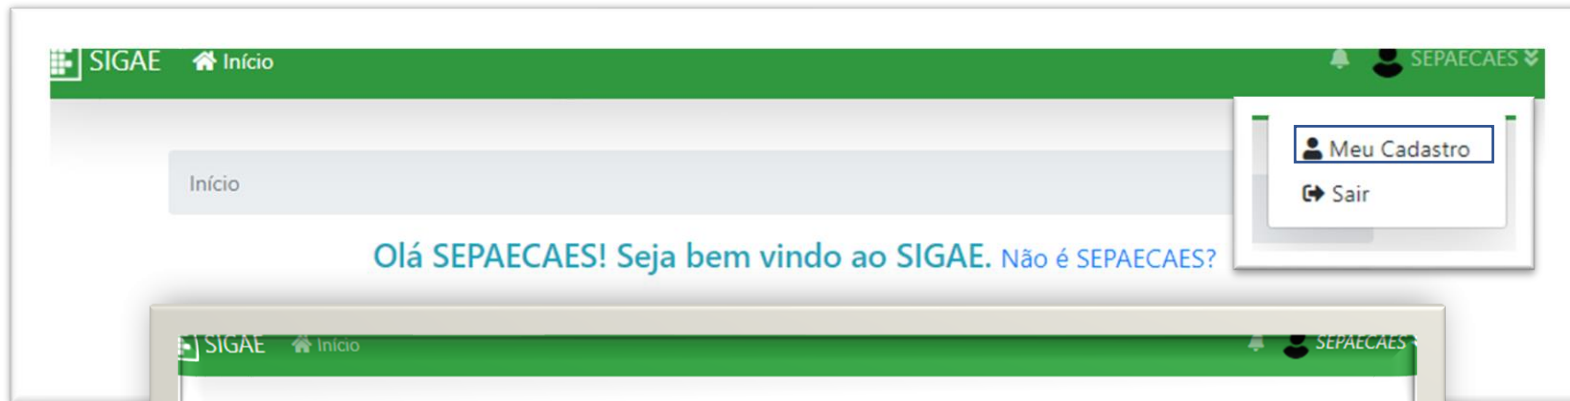 SIGAE Início SEPAECAES
Meu Cadastro
Sair
Início
Olá SEPAECAES! Seja bem vindo ao SIGAE. Não é SEPAECAES?
SIGAE Início SEPAECAES